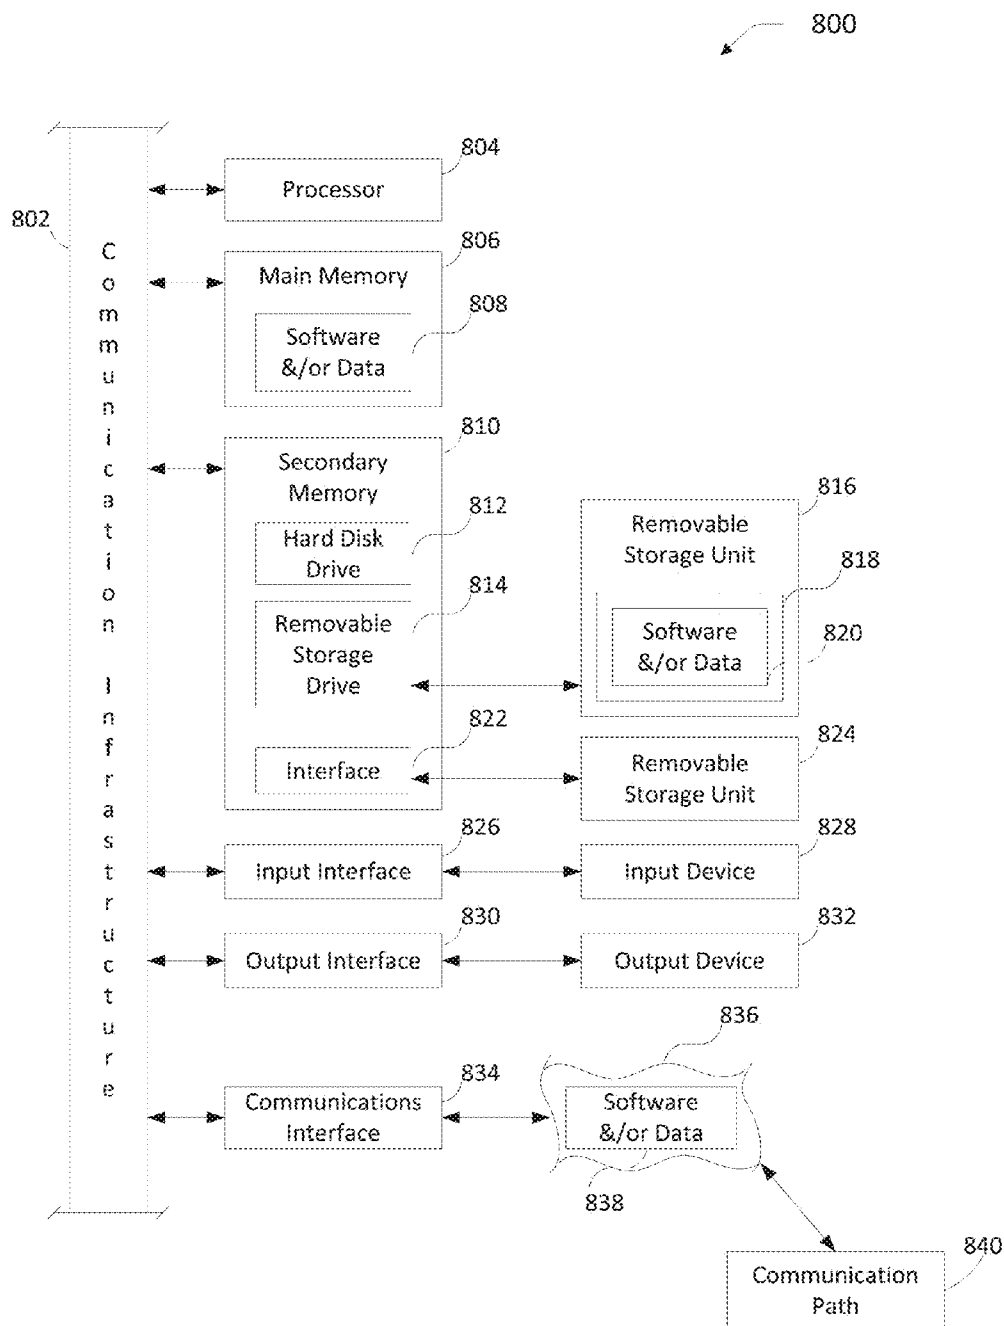 800
804
Processor
802
Communication Infrastructure
806
Main Memory
808
Software
&/or Data
810
Secondary
Memory
812
Hard Disk
Drive
814
Removable
Storage
Drive
816
Removable
Storage Unit
818
Software
&/or Data
820
822
Interface
824
Removable
Storage Unit
826
Input Interface
828
Input Device
830
Output Interface
832
Output Device
834
Communications
Interface
836
Software
&/or Data
838
840
Communication
Path